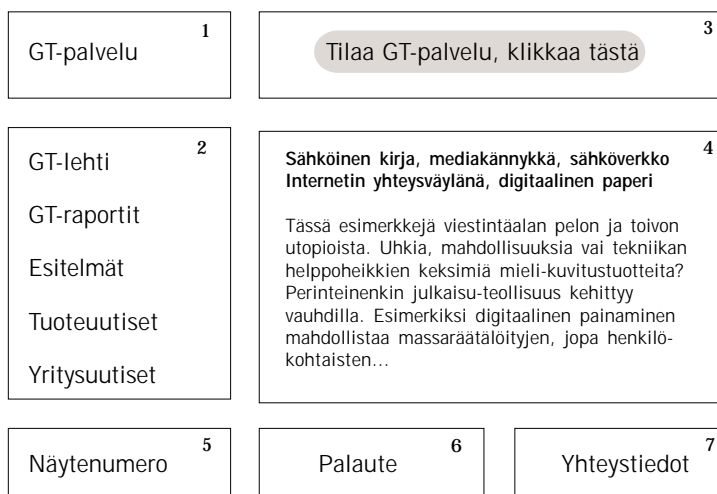 1
GT-palvelu
3
Tilaa GT-palvelu, klikkaa tästä
2
GT-lehti
GT-raportit
Esitelmät
Tuoteuutiset
Yritysuutiset
4
Sähköinen kirja, mediakännykkä, sähköverkko
Internetin yhteysväylänä, digitaalinen paperi
Tässä esimerkkejä viestintäalan pelon ja toivon
utopioista. Uhkia, mahdollisuuksia vai tekniikan
helppoheikkien keksimiä mieli-kuvitustuotteita?
Perinteinenkin julkaisu-teollisuus kehittyy
vauhdilla. Esimerkiksi digitaalinen painaminen
mahdollistaa massaräätälöityjen, jopa henkilö-
kohtaisten...
5
Näytenumero
6
Palaute
7
Yhteystiedot